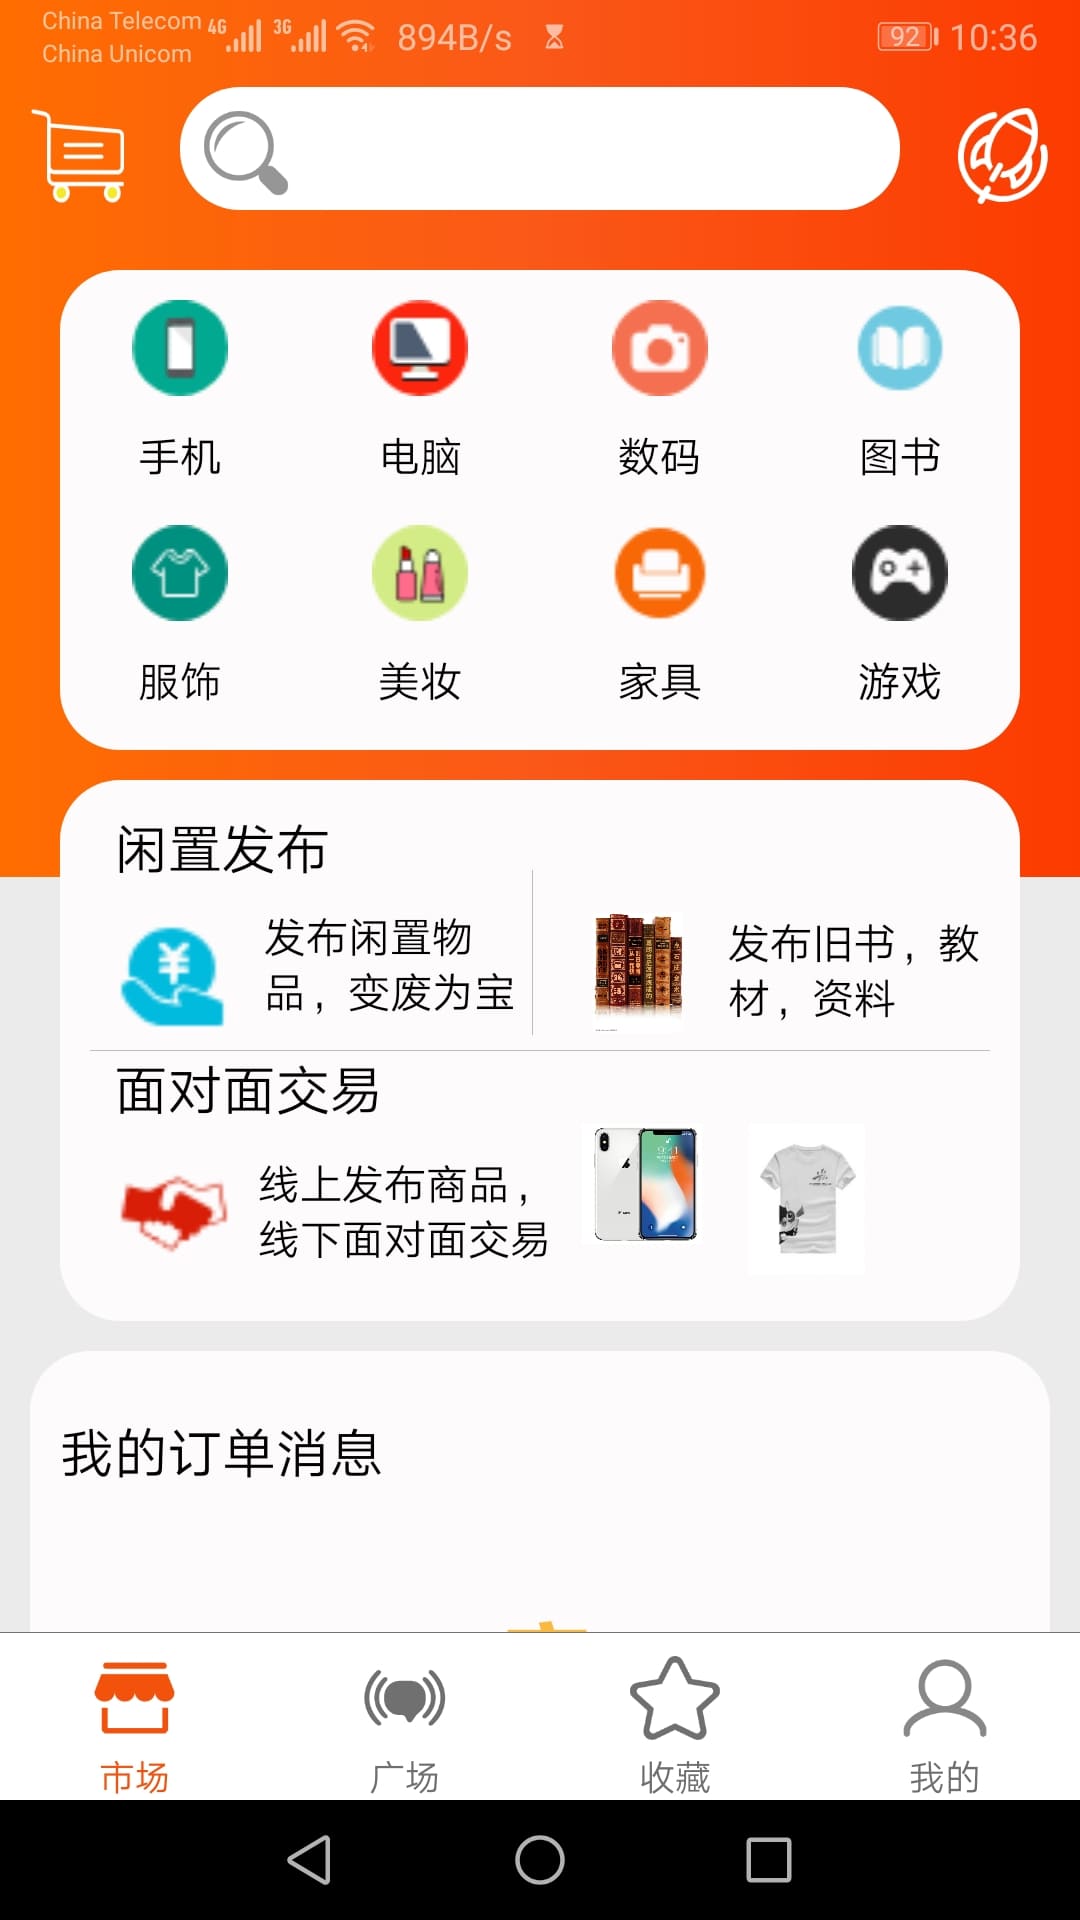 China Telecom 4G 3G 894B/s 92 10:36
China Unicom
手机 电脑 数码 图书
服饰 美妆 家具 游戏
闲置发布
发布闲置物
品，变废为宝
发布旧书，教
材，资料
面对面交易
线上发布商品，
线下面对面交易
9:41
我的订单消息
市场 广场 收藏 我的